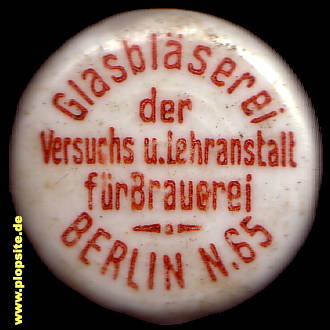 Glasbläserei
der
Versuchs u. Lehranstalt
für Brauerei
BERLIN N.65
www.plopsite.de